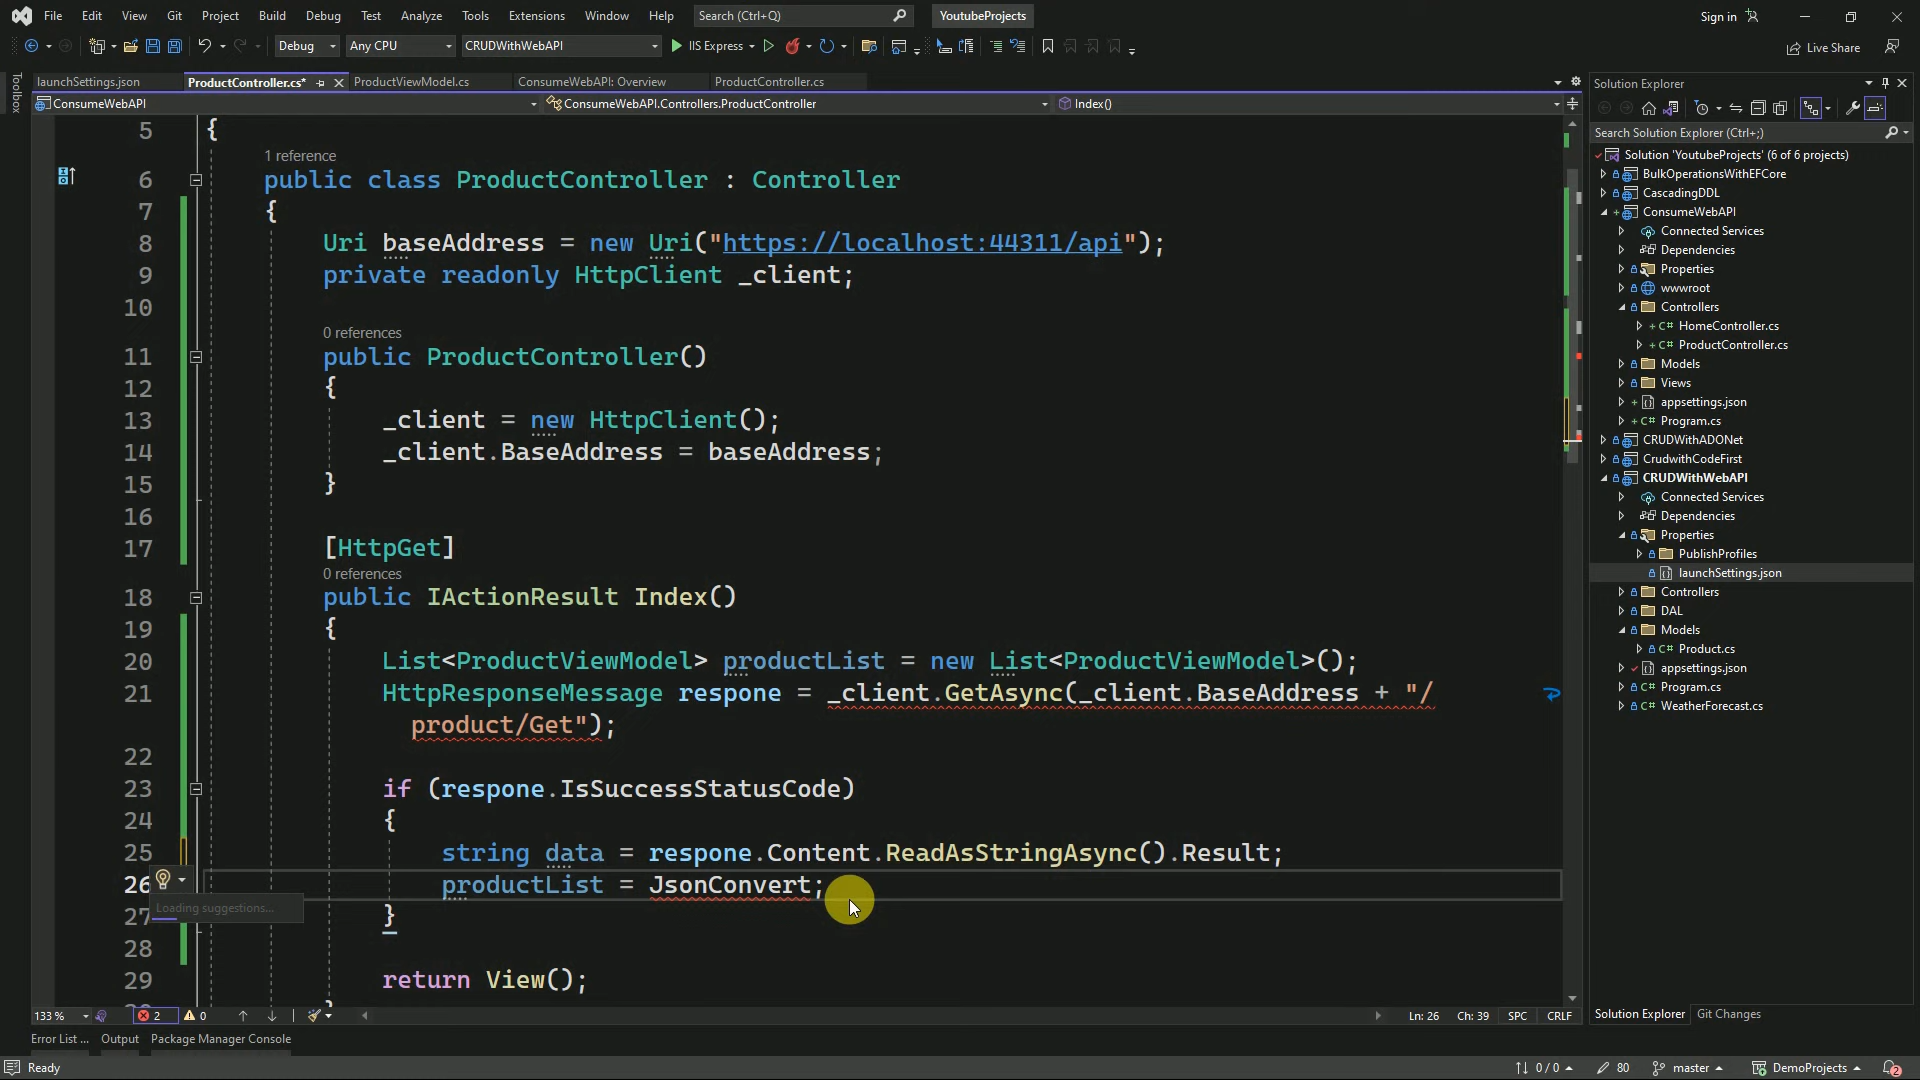 File Edit View Git Project Build Debug Test Analyze Tools Extensions Window Help Search (Ctrl+Q) YoutubeProjects Sign in
Debug Any CPU CRUDWithWebAPI IIS Express Live Share
Toolbox
launchSettings.json ProductController.cs* ProductViewModel.cs ConsumeWebAPI: Overview ProductController.cs
ConsumeWebAPI ConsumeWebAPI.Controllers.ProductController Index()
5 {
1 reference
6 public class ProductController : Controller
7 {
8 Uri baseAddress = new Uri("https://localhost:44311/api");
9 private readonly HttpClient _client;
10
0 references
11 public ProductController()
12 {
13 _client = new HttpClient();
14 _client.BaseAddress = baseAddress;
15 }
16
17 [HttpGet]
0 references
18 public IActionResult Index()
19 {
20 List<ProductViewModel> productList = new List<ProductViewModel>();
21 HttpResponseMessage respone = _client.GetAsync(_client.BaseAddress + "/
product/Get");
22
23 if (respone.IsSuccessStatusCode)
24 {
25 string data = respone.Content.ReadAsStringAsync().Result;
26 productList = JsonConvert;
Loading suggestions...
27 }
28
29 return View();
133 % 2 0 Ln: 26 Ch: 39 SPC CRLF
Error List ... Output Package Manager Console
Solution Explorer
Search Solution Explorer (Ctrl+;)
Solution 'YoutubeProjects' (6 of 6 projects)
BulkOperationsWithEFCore
CascadingDDL
ConsumeWebAPI
Connected Services
Dependencies
Properties
wwwroot
Controllers
C# HomeController.cs
C# ProductController.cs
Models
Views
appsettings.json
C# Program.cs
CRUDWithADONet
CrudwithCodeFirst
CRUDWithWebAPI
Connected Services
Dependencies
Properties
PublishProfiles
launchSettings.json
Controllers
DAL
Models
C# Product.cs
appsettings.json
C# Program.cs
C# WeatherForecast.cs
Solution Explorer Git Changes
Ready 0 / 0 80 master DemoProjects 2